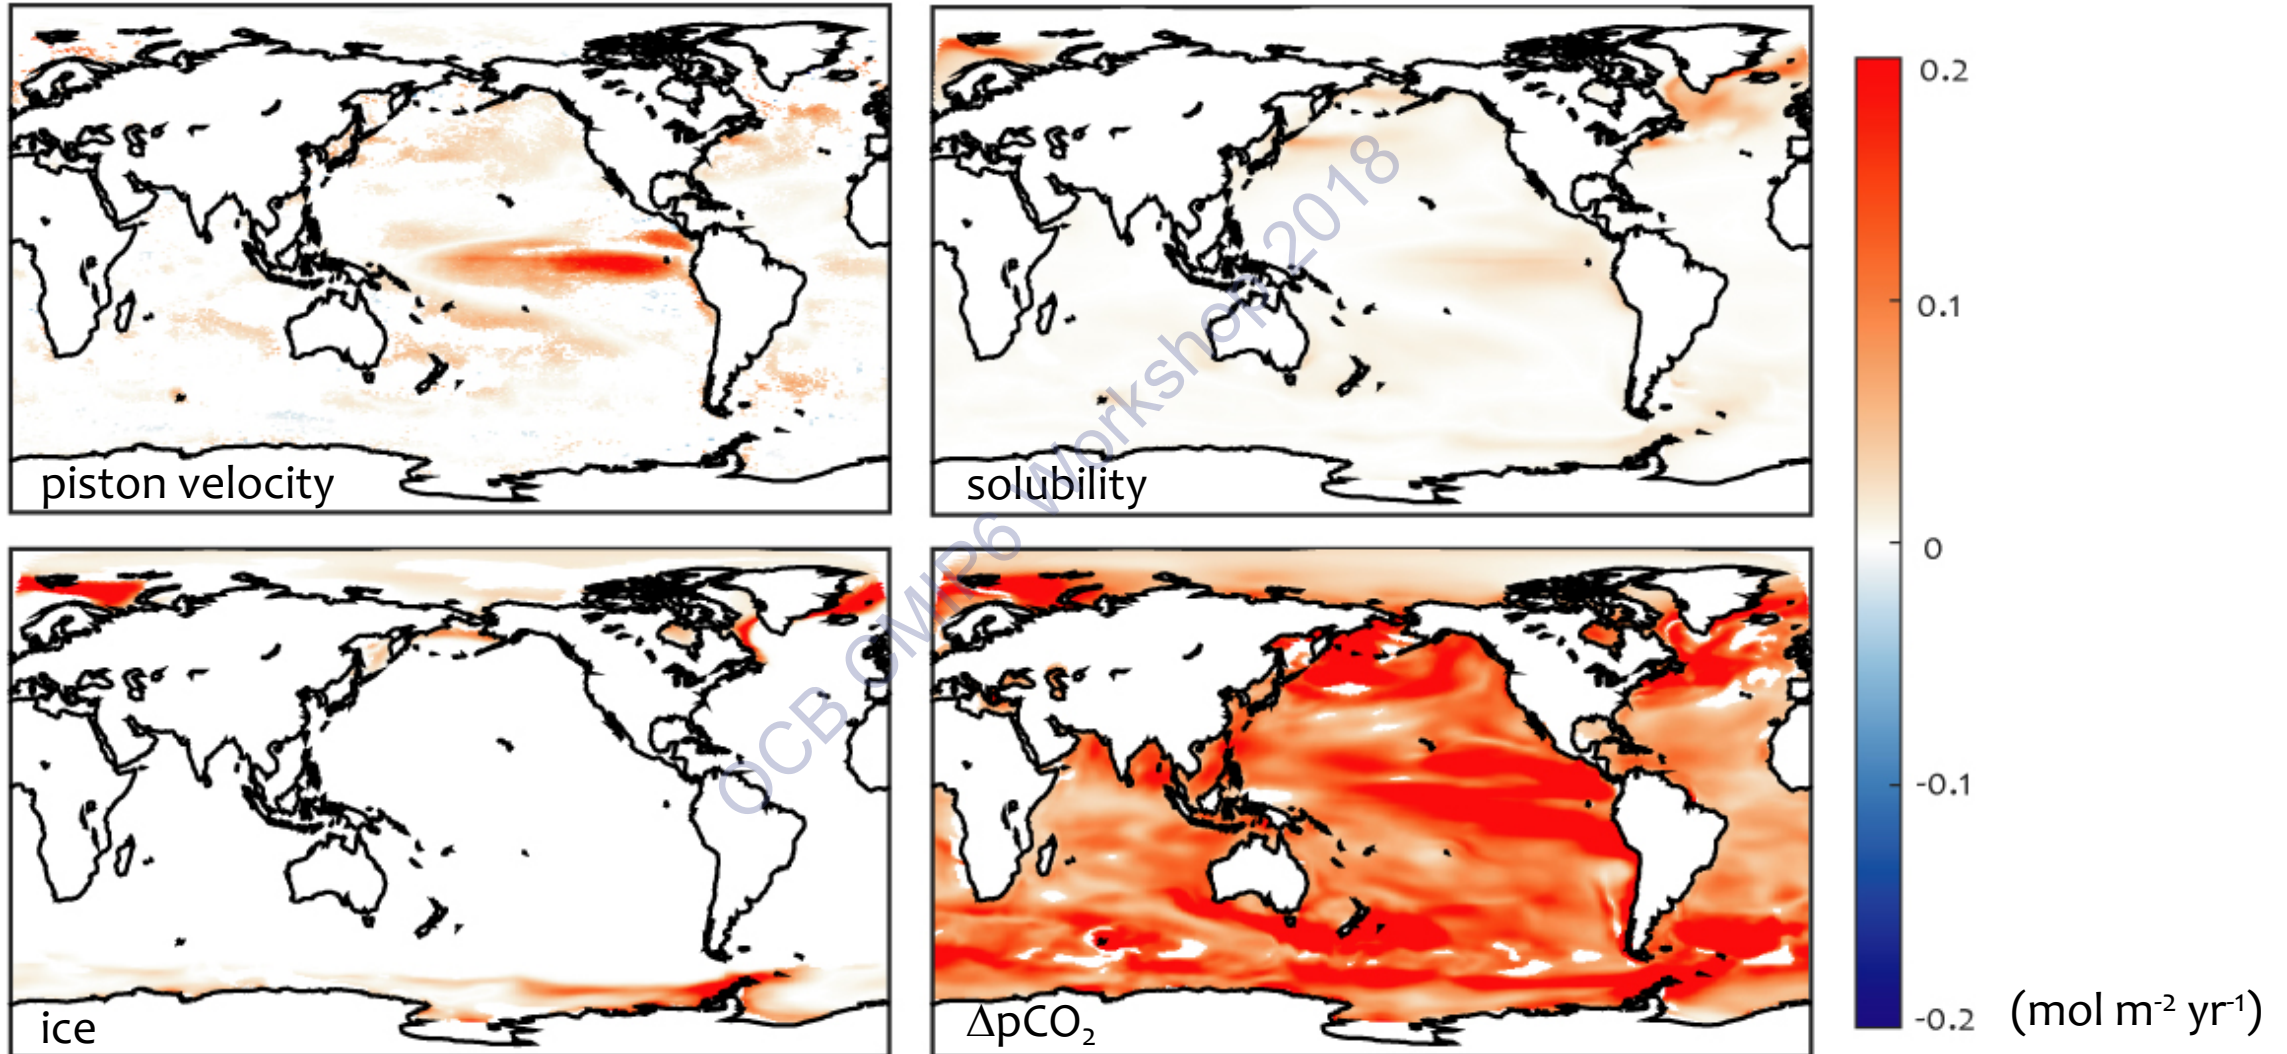 piston velocity
solubility
ice
ΔpCO₂
0.2
0.1
0
-0.1
-0.2
(mol m⁻² yr⁻¹)
OCB OMIP6 Workshop 2018